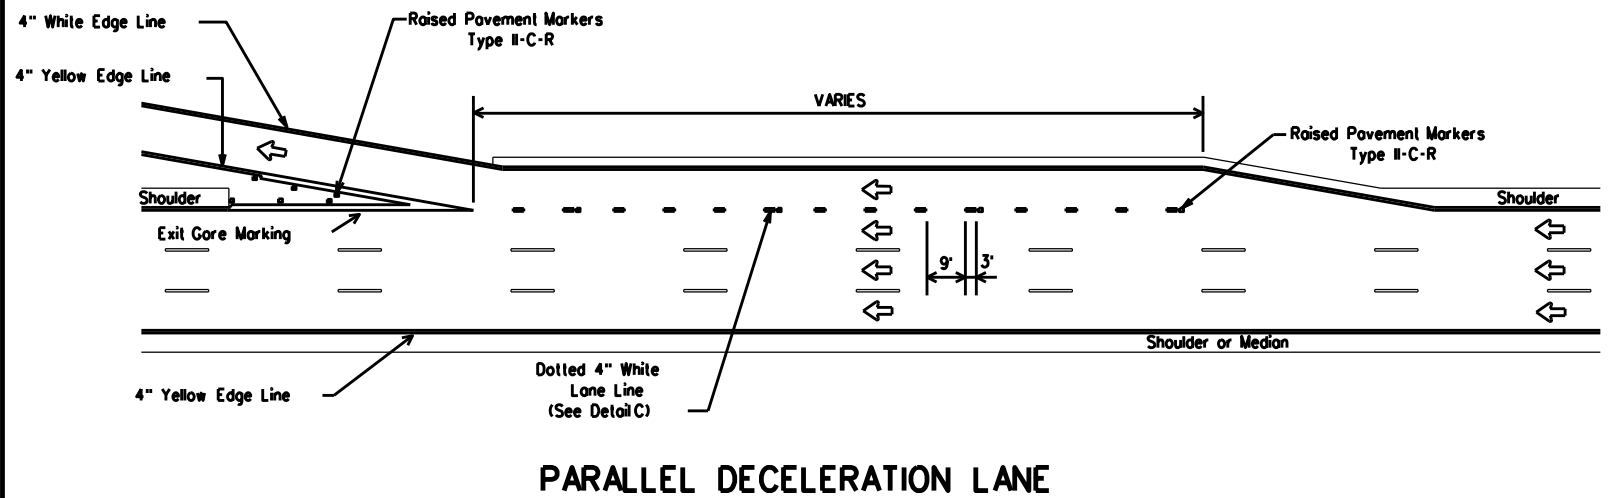 4" White Edge Line
Raised Pavement Markers
Type II-C-R
4" Yellow Edge Line
VARIES
Raised Pavement Markers
Type II-C-R
Shoulder
Shoulder
Exit Gore Marking
9'
3'
Shoulder or Median
Dotted 4" White
Lane Line
(See Detail C)
4" Yellow Edge Line
PARALLEL DECELERATION LANE